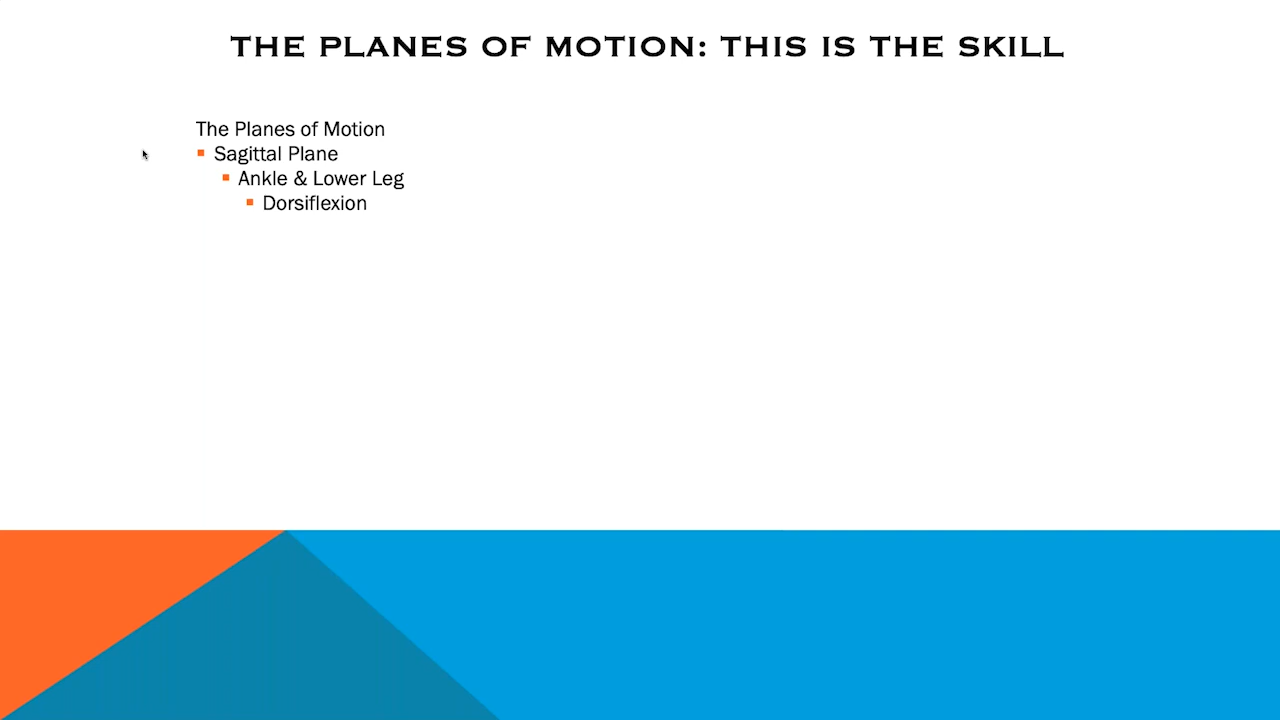 THE PLANES OF MOTION: THIS IS THE SKILL
The Planes of Motion
Sagittal Plane
Ankle & Lower Leg
Dorsiflexion